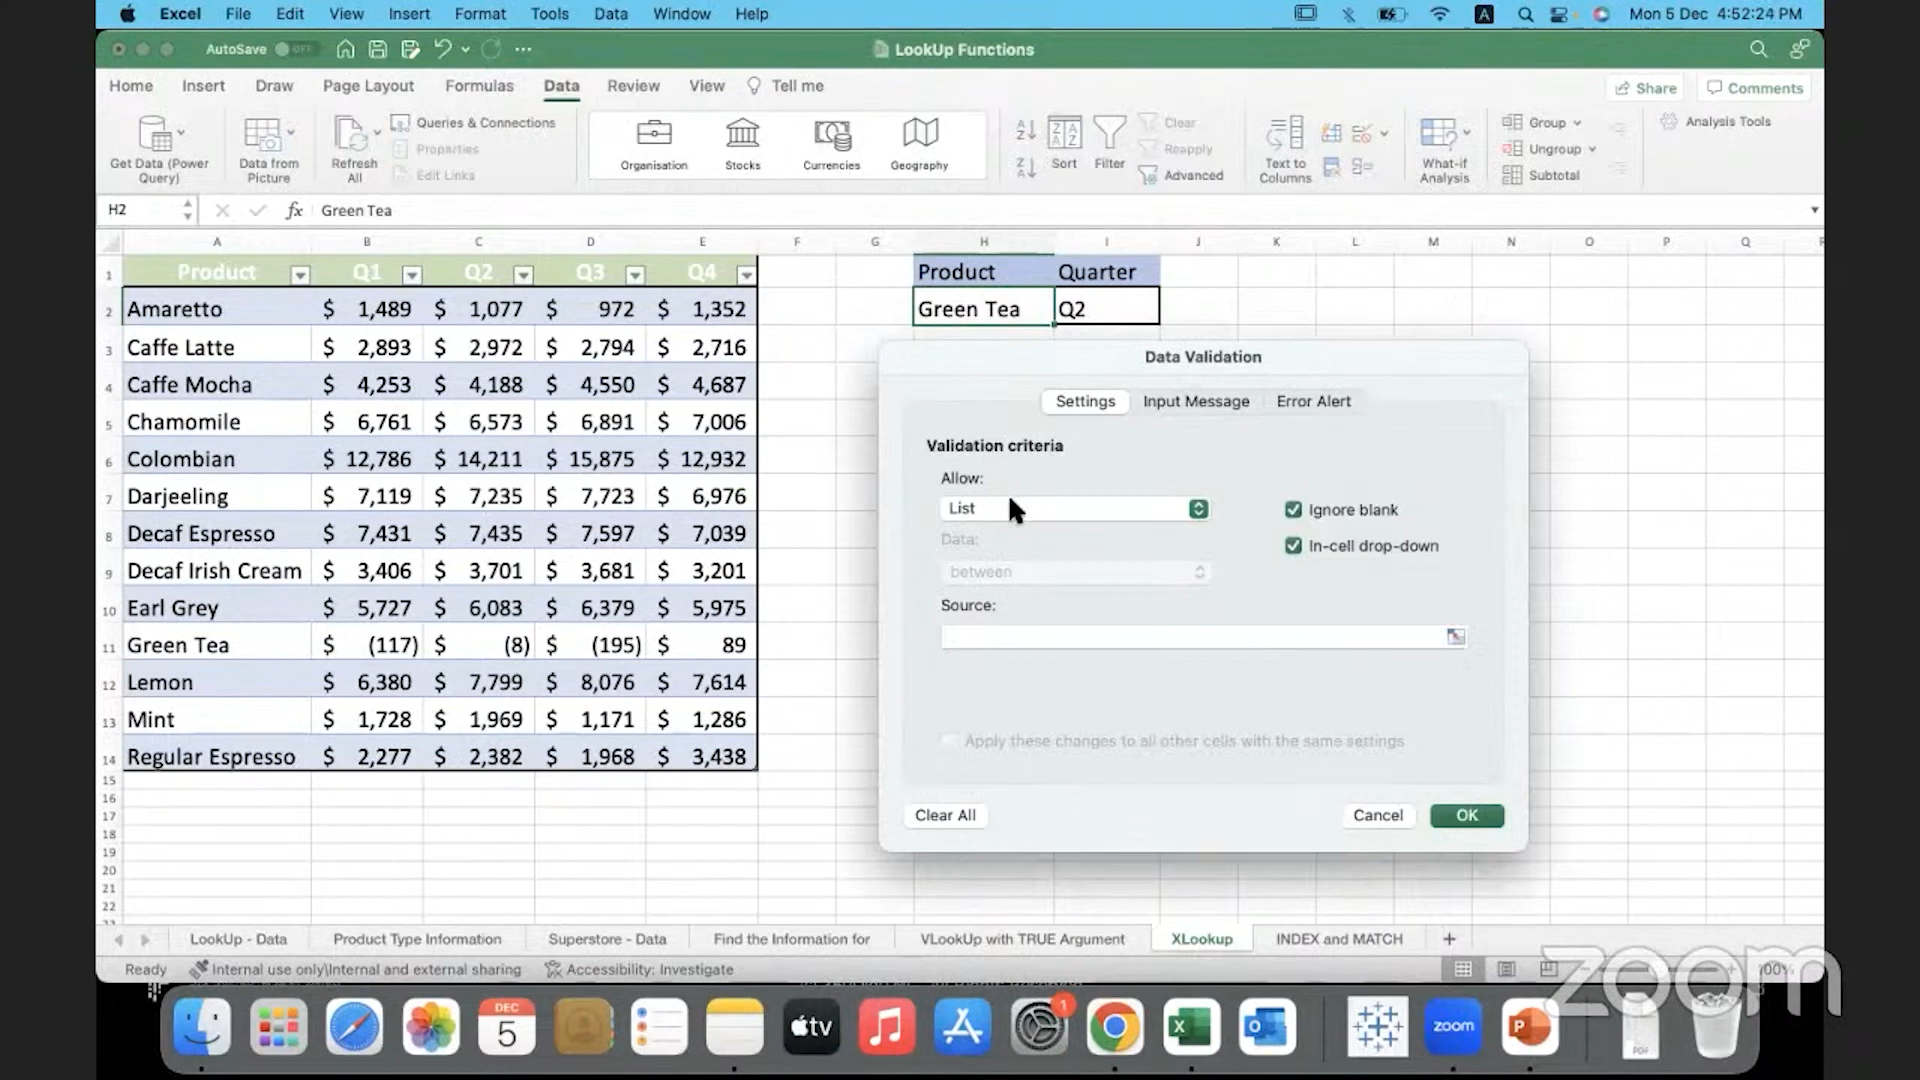 Excel File Edit View Insert Format Tools Data Window Help A Mon 5 Dec 4:52:24 PM
AutoSave OFF LookUp Functions
Home Insert Draw Page Layout Formulas Data Review View Tell me Share Comments
Get Data (Power Query) Data from Picture Refresh All Queries & Connections Properties Edit Links Organisation Stocks Currencies Geography Sort Filter Clear Reapply Advanced Text to Columns What-if Analysis Group Ungroup Subtotal Analysis Tools
H2 fx Green Tea
A B C D E F G H I J K L M N O P Q
1 Product Q1 Q2 Q3 Q4 Product Quarter
2 Amaretto $ 1,489 $ 1,077 $ 972 $ 1,352 Green Tea Q2
3 Caffe Latte $ 2,893 $ 2,972 $ 2,794 $ 2,716
4 Caffe Mocha $ 4,253 $ 4,188 $ 4,550 $ 4,687
5 Chamomile $ 6,761 $ 6,573 $ 6,891 $ 7,006
6 Colombian $ 12,786 $ 14,211 $ 15,875 $ 12,932
7 Darjeeling $ 7,119 $ 7,235 $ 7,723 $ 6,976
8 Decaf Espresso $ 7,431 $ 7,435 $ 7,597 $ 7,039
9 Decaf Irish Cream $ 3,406 $ 3,701 $ 3,681 $ 3,201
10 Earl Grey $ 5,727 $ 6,083 $ 6,379 $ 5,975
11 Green Tea $ (117) $ (8) $ (195) $ 89
12 Lemon $ 6,380 $ 7,799 $ 8,076 $ 7,614
13 Mint $ 1,728 $ 1,969 $ 1,171 $ 1,286
14 Regular Espresso $ 2,277 $ 2,382 $ 1,968 $ 3,438
15
16
17
18
19
20
21
22
Data Validation
Settings Input Message Error Alert
Validation criteria
Allow:
List Ignore blank
Data: In-cell drop-down
between
Source:
Apply these changes to all other cells with the same settings
Clear All Cancel OK
LookUp - Data Product Type Information Superstore - Data Find the Information for VLookUp with TRUE Argument XLookup INDEX and MATCH +
Ready Internal use only\Internal and external sharing Accessibility: Investigate 100%
zoom
DEC
5 tv 1 X O zoom P PDF